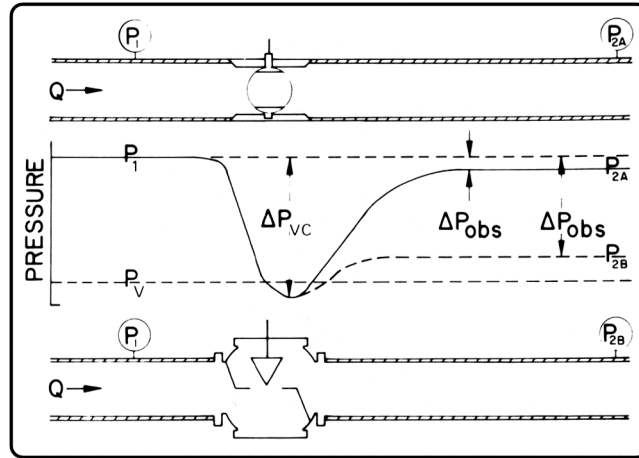 P₁ P₂A
Q
P₁ P₂A
ΔPVC ΔPobs ΔPobs
PRESSURE
P₂B
PV
P₁ P₂B
Q